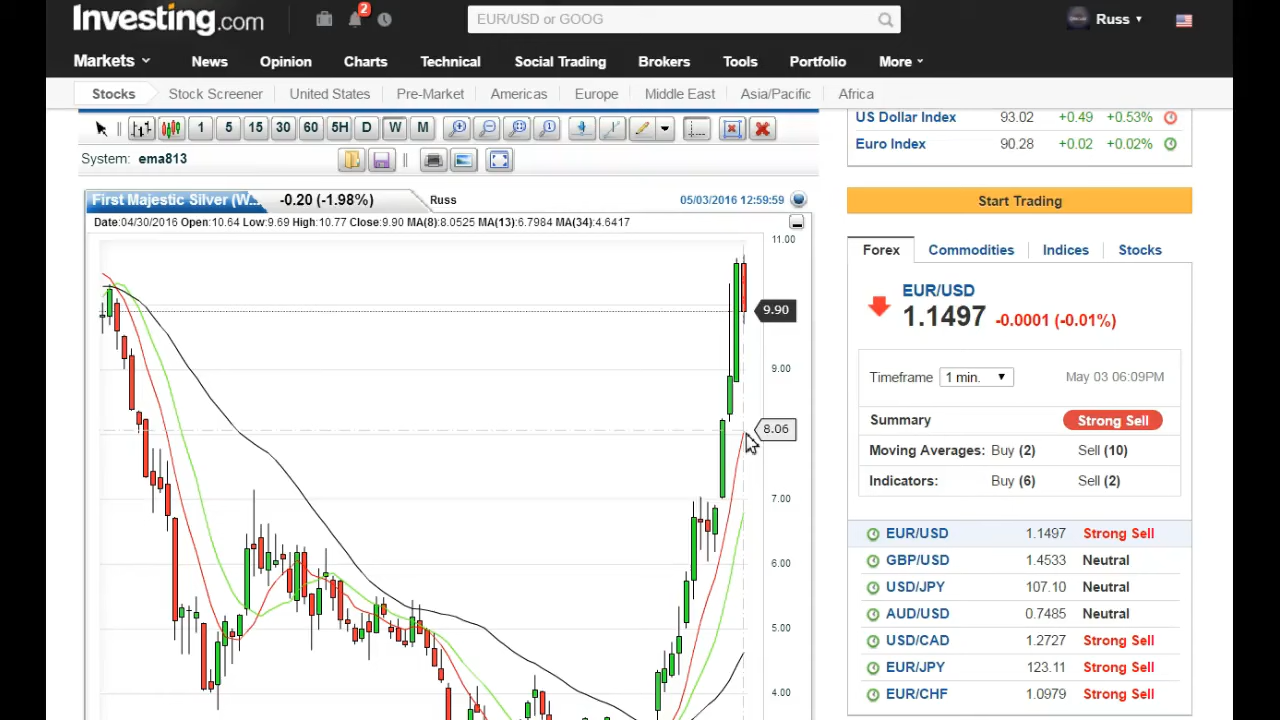 Investing.com
2
EUR/USD or GOOG
Russ
Markets
News
Opinion
Charts
Technical
Social Trading
Brokers
Tools
Portfolio
More
Stocks
Stock Screener
United States
Pre-Market
Americas
Europe
Middle East
Asia/Pacific
Africa
1 5 15 30 60 5H D W M
System: ema813
First Majestic Silver (W... -0.20 (-1.98%) Russ 05/03/2016 12:59:59
Date:04/30/2016 Open:10.64 Low:9.69 High:10.77 Close:9.90 MA(8):8.0525 MA(13):6.7984 MA(34):4.6417
11.00
9.90
9.00
8.06
7.00
6.00
5.00
4.00
US Dollar Index 93.02 +0.49 +0.53%
Euro Index 90.28 +0.02 +0.02%
Start Trading
Forex Commodities Indices Stocks
EUR/USD
1.1497 -0.0001 (-0.01%)
Timeframe 1 min. May 03 06:09PM
Summary Strong Sell
Moving Averages: Buy (2) Sell (10)
Indicators: Buy (6) Sell (2)
EUR/USD 1.1497 Strong Sell
GBP/USD 1.4533 Neutral
USD/JPY 107.10 Neutral
AUD/USD 0.7485 Neutral
USD/CAD 1.2727 Strong Sell
EUR/JPY 123.11 Strong Sell
EUR/CHF 1.0979 Strong Sell